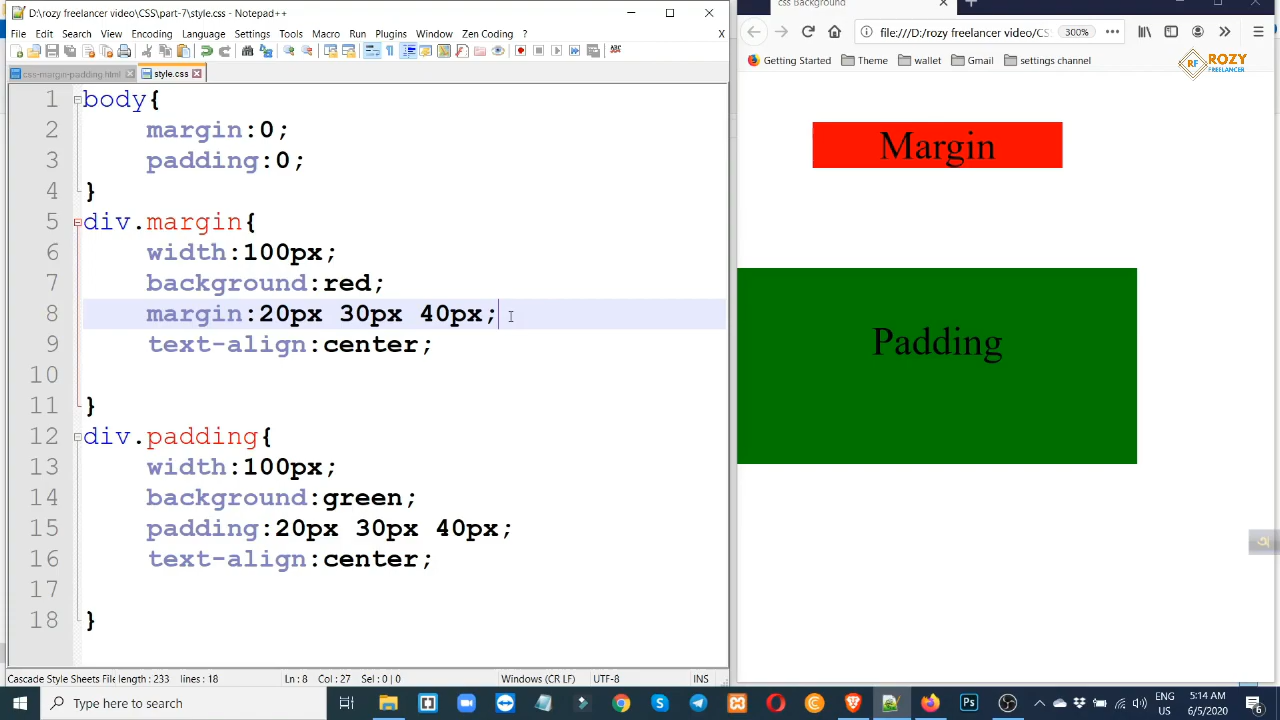 D:\rozy freelancer video\CSS\part-7\style.css - Notepad++
File Edit Search View Encoding Language Settings Tools Macro Run Plugins Window Zen Coding ? X
css-margin-padding.html style.css
1 body{
2 margin:0;
3 padding:0;
4 }
5 div.margin{
6 width:100px;
7 background:red;
8 margin:20px 30px 40px;
9 text-align:center;
10
11 }
12 div.padding{
13 width:100px;
14 background:green;
15 padding:20px 30px 40px;
16 text-align:center;
17
18 }
Cascade Style Sheets File length : 233 lines : 18 Ln : 8 Col : 27 Sel : 0 | 0 Windows (CR LF) UTF-8 INS
css Background
file:///D:/rozy freelancer video/CS 300%
Getting Started Theme wallet Gmail settings channel
RF ROZY
FREELANCER
Margin
Padding
অ
Type here to search
ENG
US
5:14 AM
6/5/2020
6